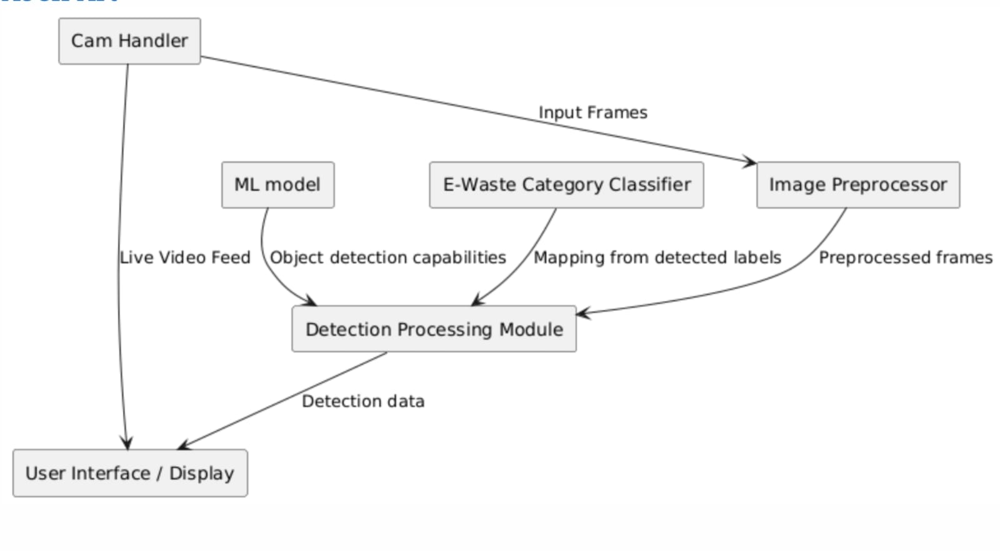 Cam Handler
Input Frames
ML model
E-Waste Category Classifier
Image Preprocessor
Live Video Feed
Object detection capabilities
Mapping from detected labels
Preprocessed frames
Detection Processing Module
Detection data
User Interface / Display